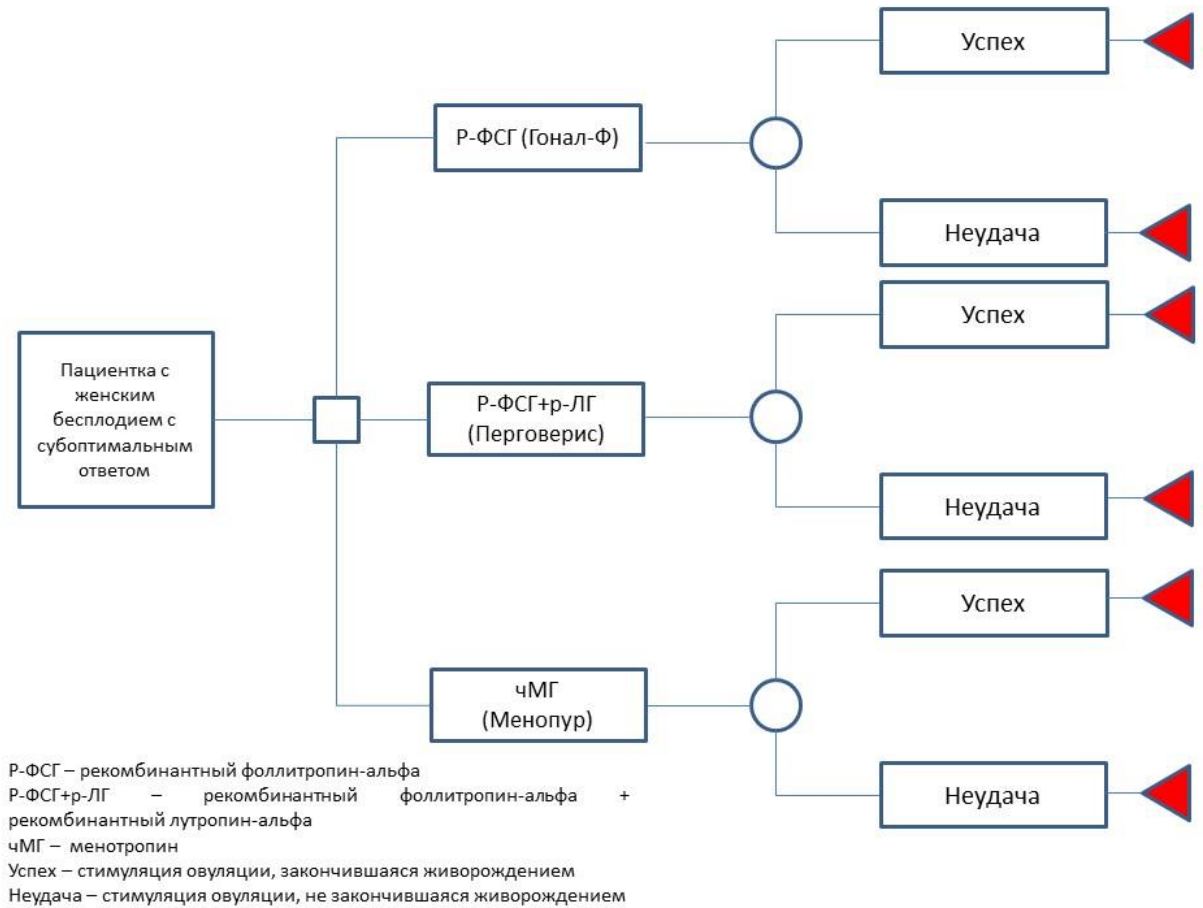 Успех
Р-ФСГ (Гонал-Ф)
Неудача
Успех
Пациентка с
женским
бесплодием с
субоптимальным
ответом
Р-ФСГ+р-ЛГ
(Перговерис)
Неудача
Успех
чМГ
(Менопур)
Неудача
Р-ФСГ – рекомбинантный фоллитропин-альфа
Р-ФСГ+р-ЛГ – рекомбинантный фоллитропин-альфа +
рекомбинантный лутропин-альфа
чМГ – менотропин
Успех – стимуляция овуляции, закончившаяся живорождением
Неудача – стимуляция овуляции, не закончившаяся живорождением